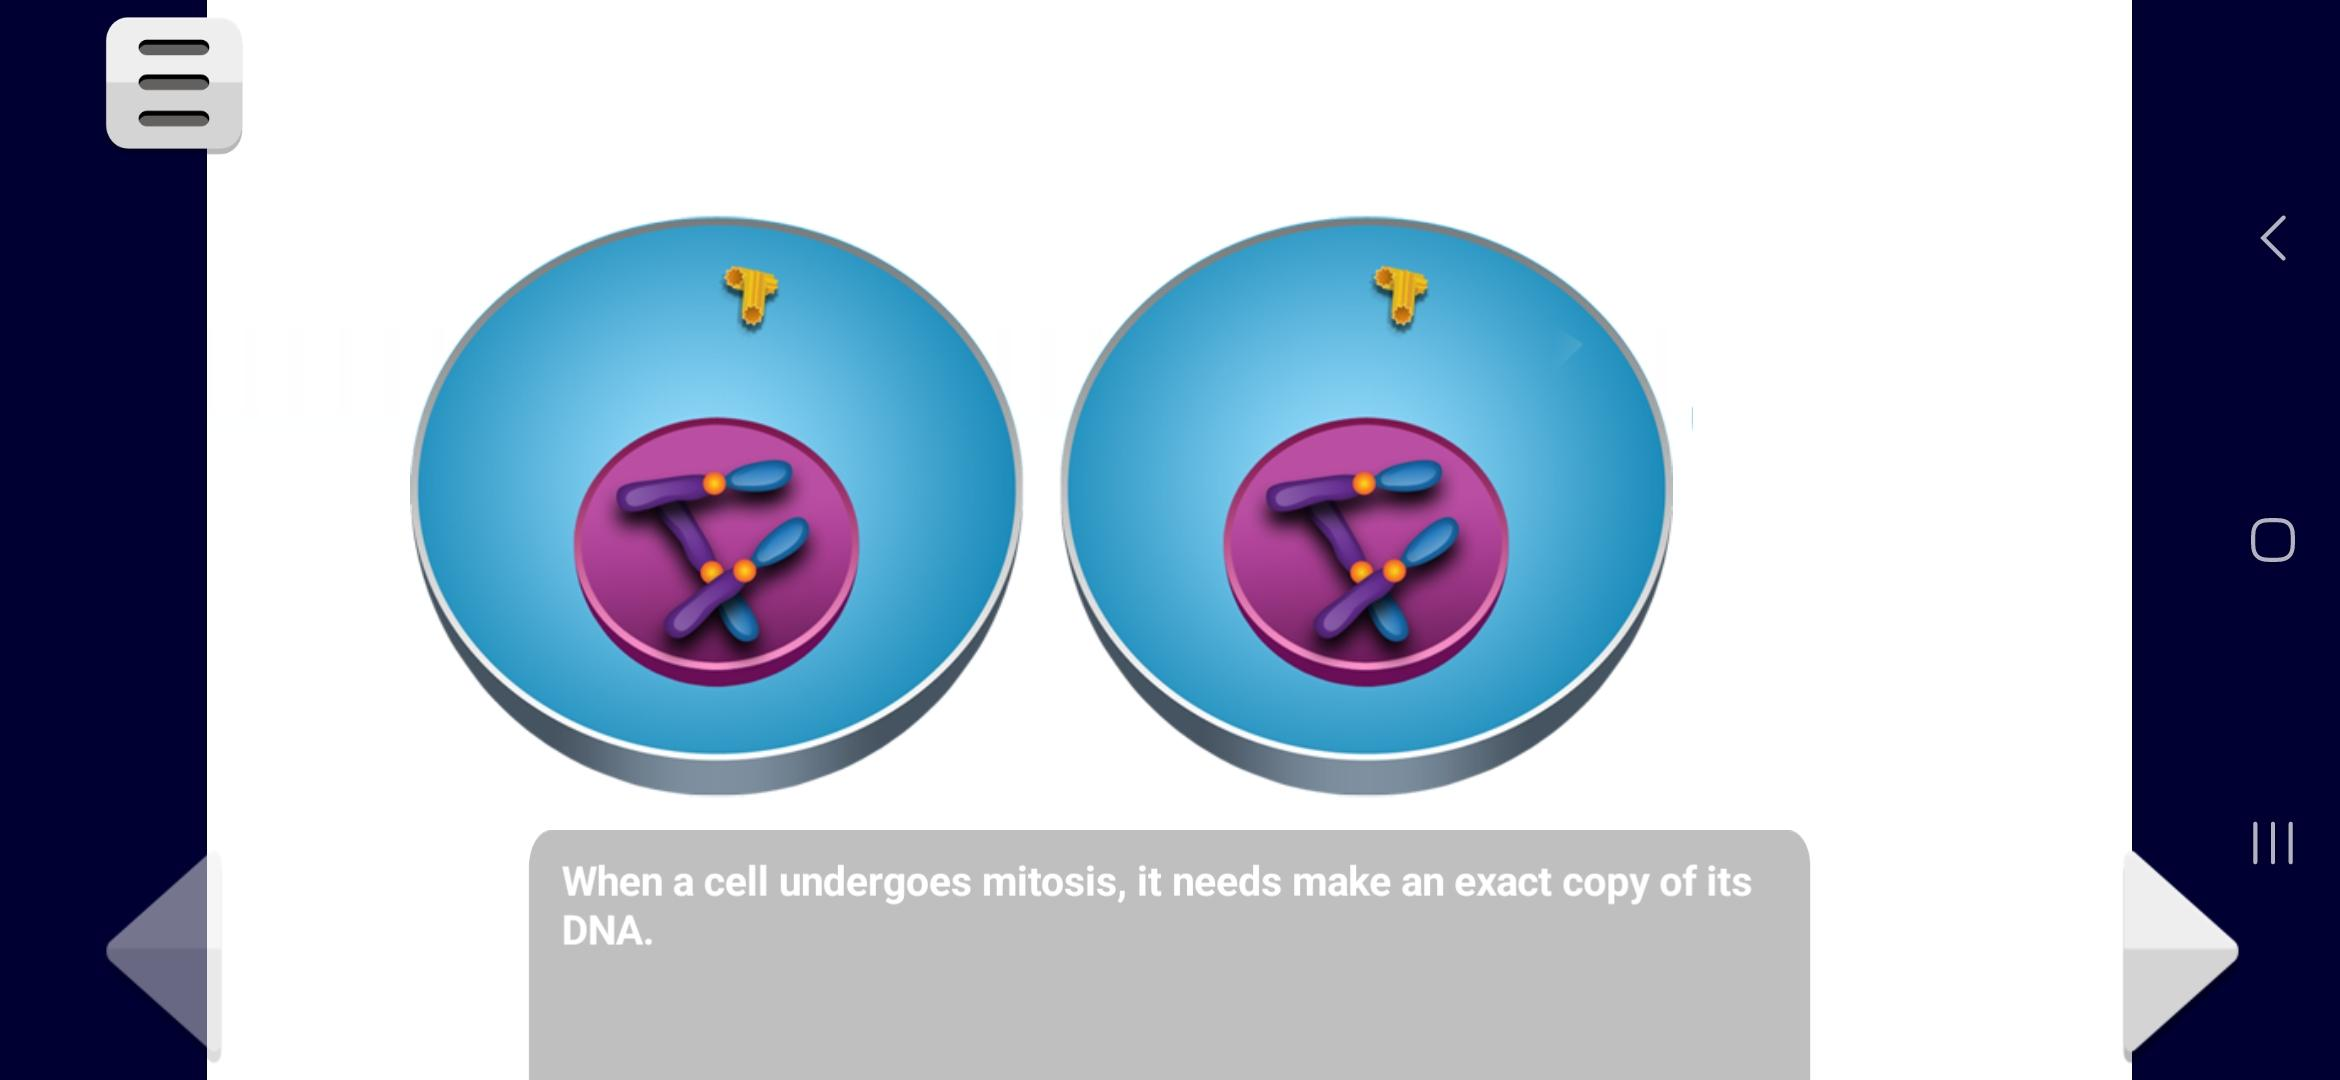 When a cell undergoes mitosis, it needs make an exact copy of its
DNA.